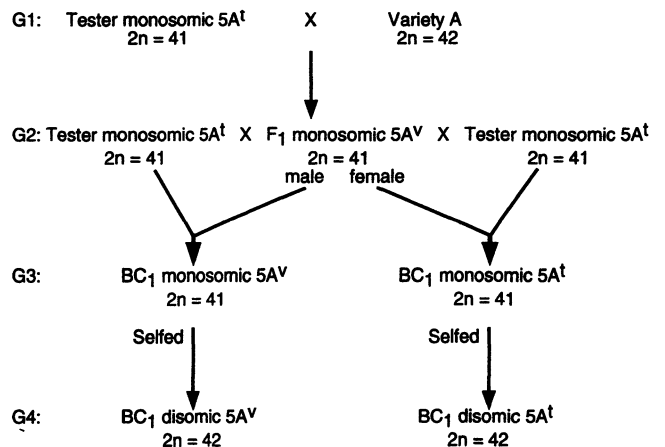 G1: Tester monosomic 5Aᵗ X Variety A
2n = 41 2n = 42
G2: Tester monosomic 5Aᵗ X F₁ monosomic 5Aᵛ X Tester monosomic 5Aᵗ
2n = 41 2n = 41 2n = 41
male female
G3: BC₁ monosomic 5Aᵛ BC₁ monosomic 5Aᵗ
2n = 41 2n = 41
Selfed Selfed
G4: BC₁ disomic 5Aᵛ BC₁ disomic 5Aᵗ
2n = 42 2n = 42